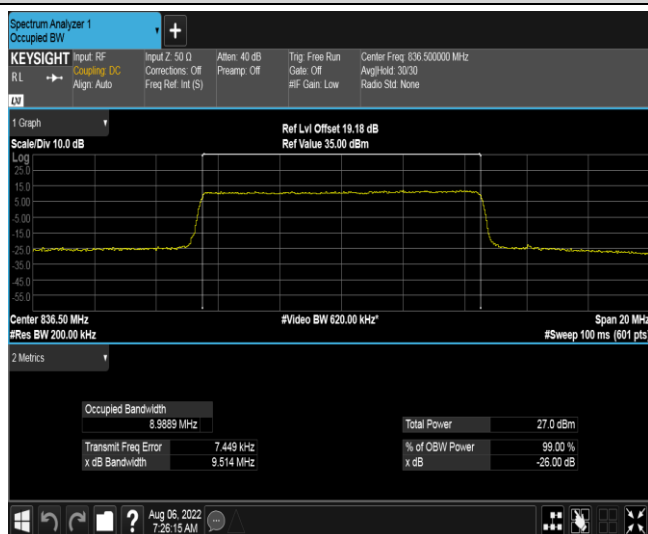 Spectrum Analyzer 1
Occupied BW
+
KEYSIGHT
R L
LXI
Input: RF
Coupling: DC
Align: Auto
Input Z: 50 Ω
Corrections: Off
Freq Ref: Int (S)
Atten: 40 dB
Preamp: Off
Trig: Free Run
Gate: Off
#IF Gain: Low
Center Freq: 836.500000 MHz
Avg|Hold: 30/30
Radio Std: None
1 Graph
Scale/Div 10.0 dB
Ref Lvl Offset 19.18 dB
Ref Value 35.00 dBm
Log
25.0
15.0
5.00
-5.00
-15.0
-25.0
-35.0
-45.0
-55.0
Center 836.50 MHz
#Res BW 200.00 kHz
#Video BW 620.00 kHz*
Span 20 MHz
#Sweep 100 ms (601 pts)
2 Metrics
Occupied Bandwidth
8.9889 MHz
Transmit Freq Error 7.449 kHz
x dB Bandwidth 9.514 MHz
Total Power 27.0 dBm
% of OBW Power 99.00 %
x dB -26.00 dB
?
Aug 06, 2022
7:26:15 AM